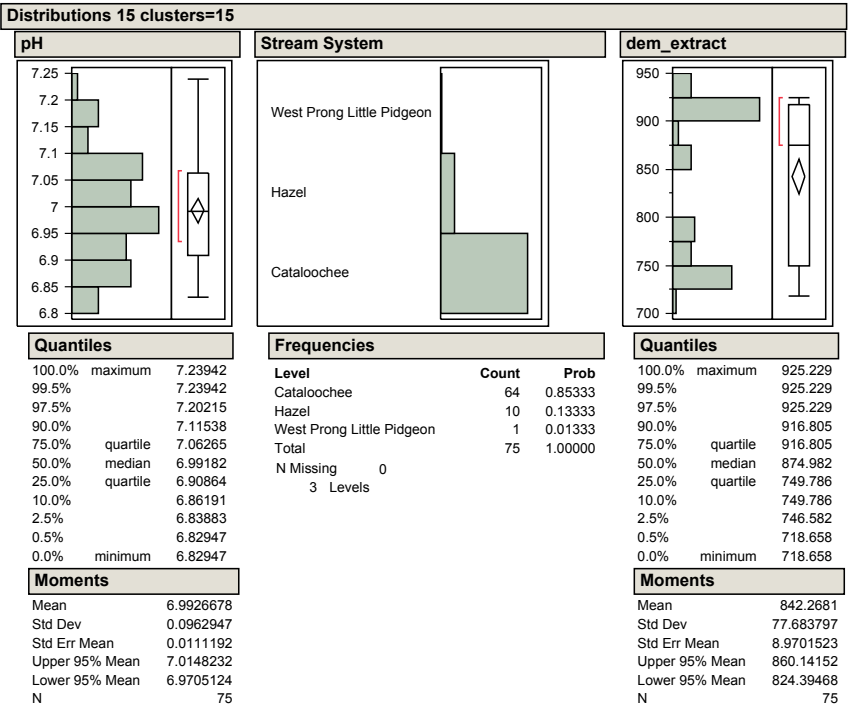 Distributions 15 clusters=15
pH
7.25
7.2
7.15
7.1
7.05
7
6.95
6.9
6.85
6.8
Quantiles
100.0% maximum 7.23942
99.5% 7.23942
97.5% 7.20215
90.0% 7.11538
75.0% quartile 7.06265
50.0% median 6.99182
25.0% quartile 6.90864
10.0% 6.86191
2.5% 6.83883
0.5% 6.82947
0.0% minimum 6.82947
Moments
Mean 6.9926678
Std Dev 0.0962947
Std Err Mean 0.0111192
Upper 95% Mean 7.0148232
Lower 95% Mean 6.9705124
N 75
Stream System
West Prong Little Pidgeon
Hazel
Cataloochee
Frequencies
Level Count Prob
Cataloochee 64 0.85333
Hazel 10 0.13333
West Prong Little Pidgeon 1 0.01333
Total 75 1.00000
N Missing 0
3 Levels
dem_extract
950
900
850
800
750
700
Quantiles
100.0% maximum 925.229
99.5% 925.229
97.5% 925.229
90.0% 916.805
75.0% quartile 916.805
50.0% median 874.982
25.0% quartile 749.786
10.0% 749.786
2.5% 746.582
0.5% 718.658
0.0% minimum 718.658
Moments
Mean 842.2681
Std Dev 77.683797
Std Err Mean 8.9701523
Upper 95% Mean 860.14152
Lower 95% Mean 824.39468
N 75